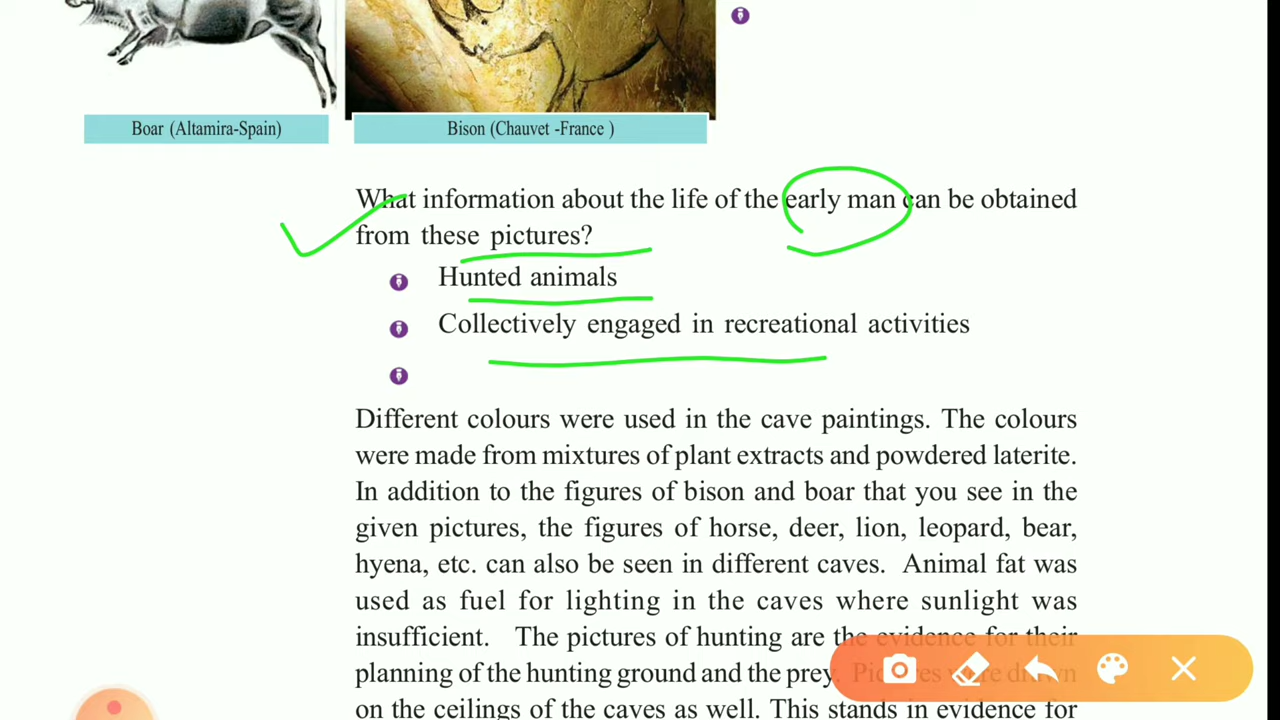 Boar (Altamira-Spain)
Bison (Chauvet -France )
What information about the life of the early man can be obtained
from these pictures?
Hunted animals
Collectively engaged in recreational activities
Different colours were used in the cave paintings. The colours
were made from mixtures of plant extracts and powdered laterite.
In addition to the figures of bison and boar that you see in the
given pictures, the figures of horse, deer, lion, leopard, bear,
hyena, etc. can also be seen in different caves. Animal fat was
used as fuel for lighting in the caves where sunlight was
insufficient. The pictures of hunting are the evidence for their
planning of the hunting ground and the prey. Pictures were drawn
on the ceilings of the caves as well. This stands in evidence for